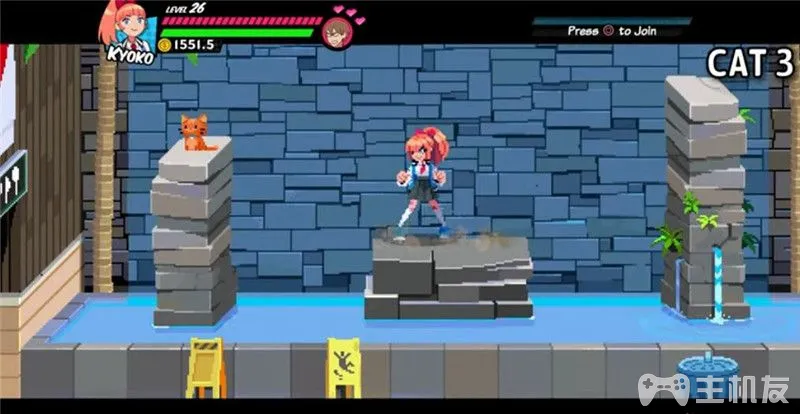 LEVEL 26
1551.5
KYOKO
Press ○ to Join
CAT 3
主机友